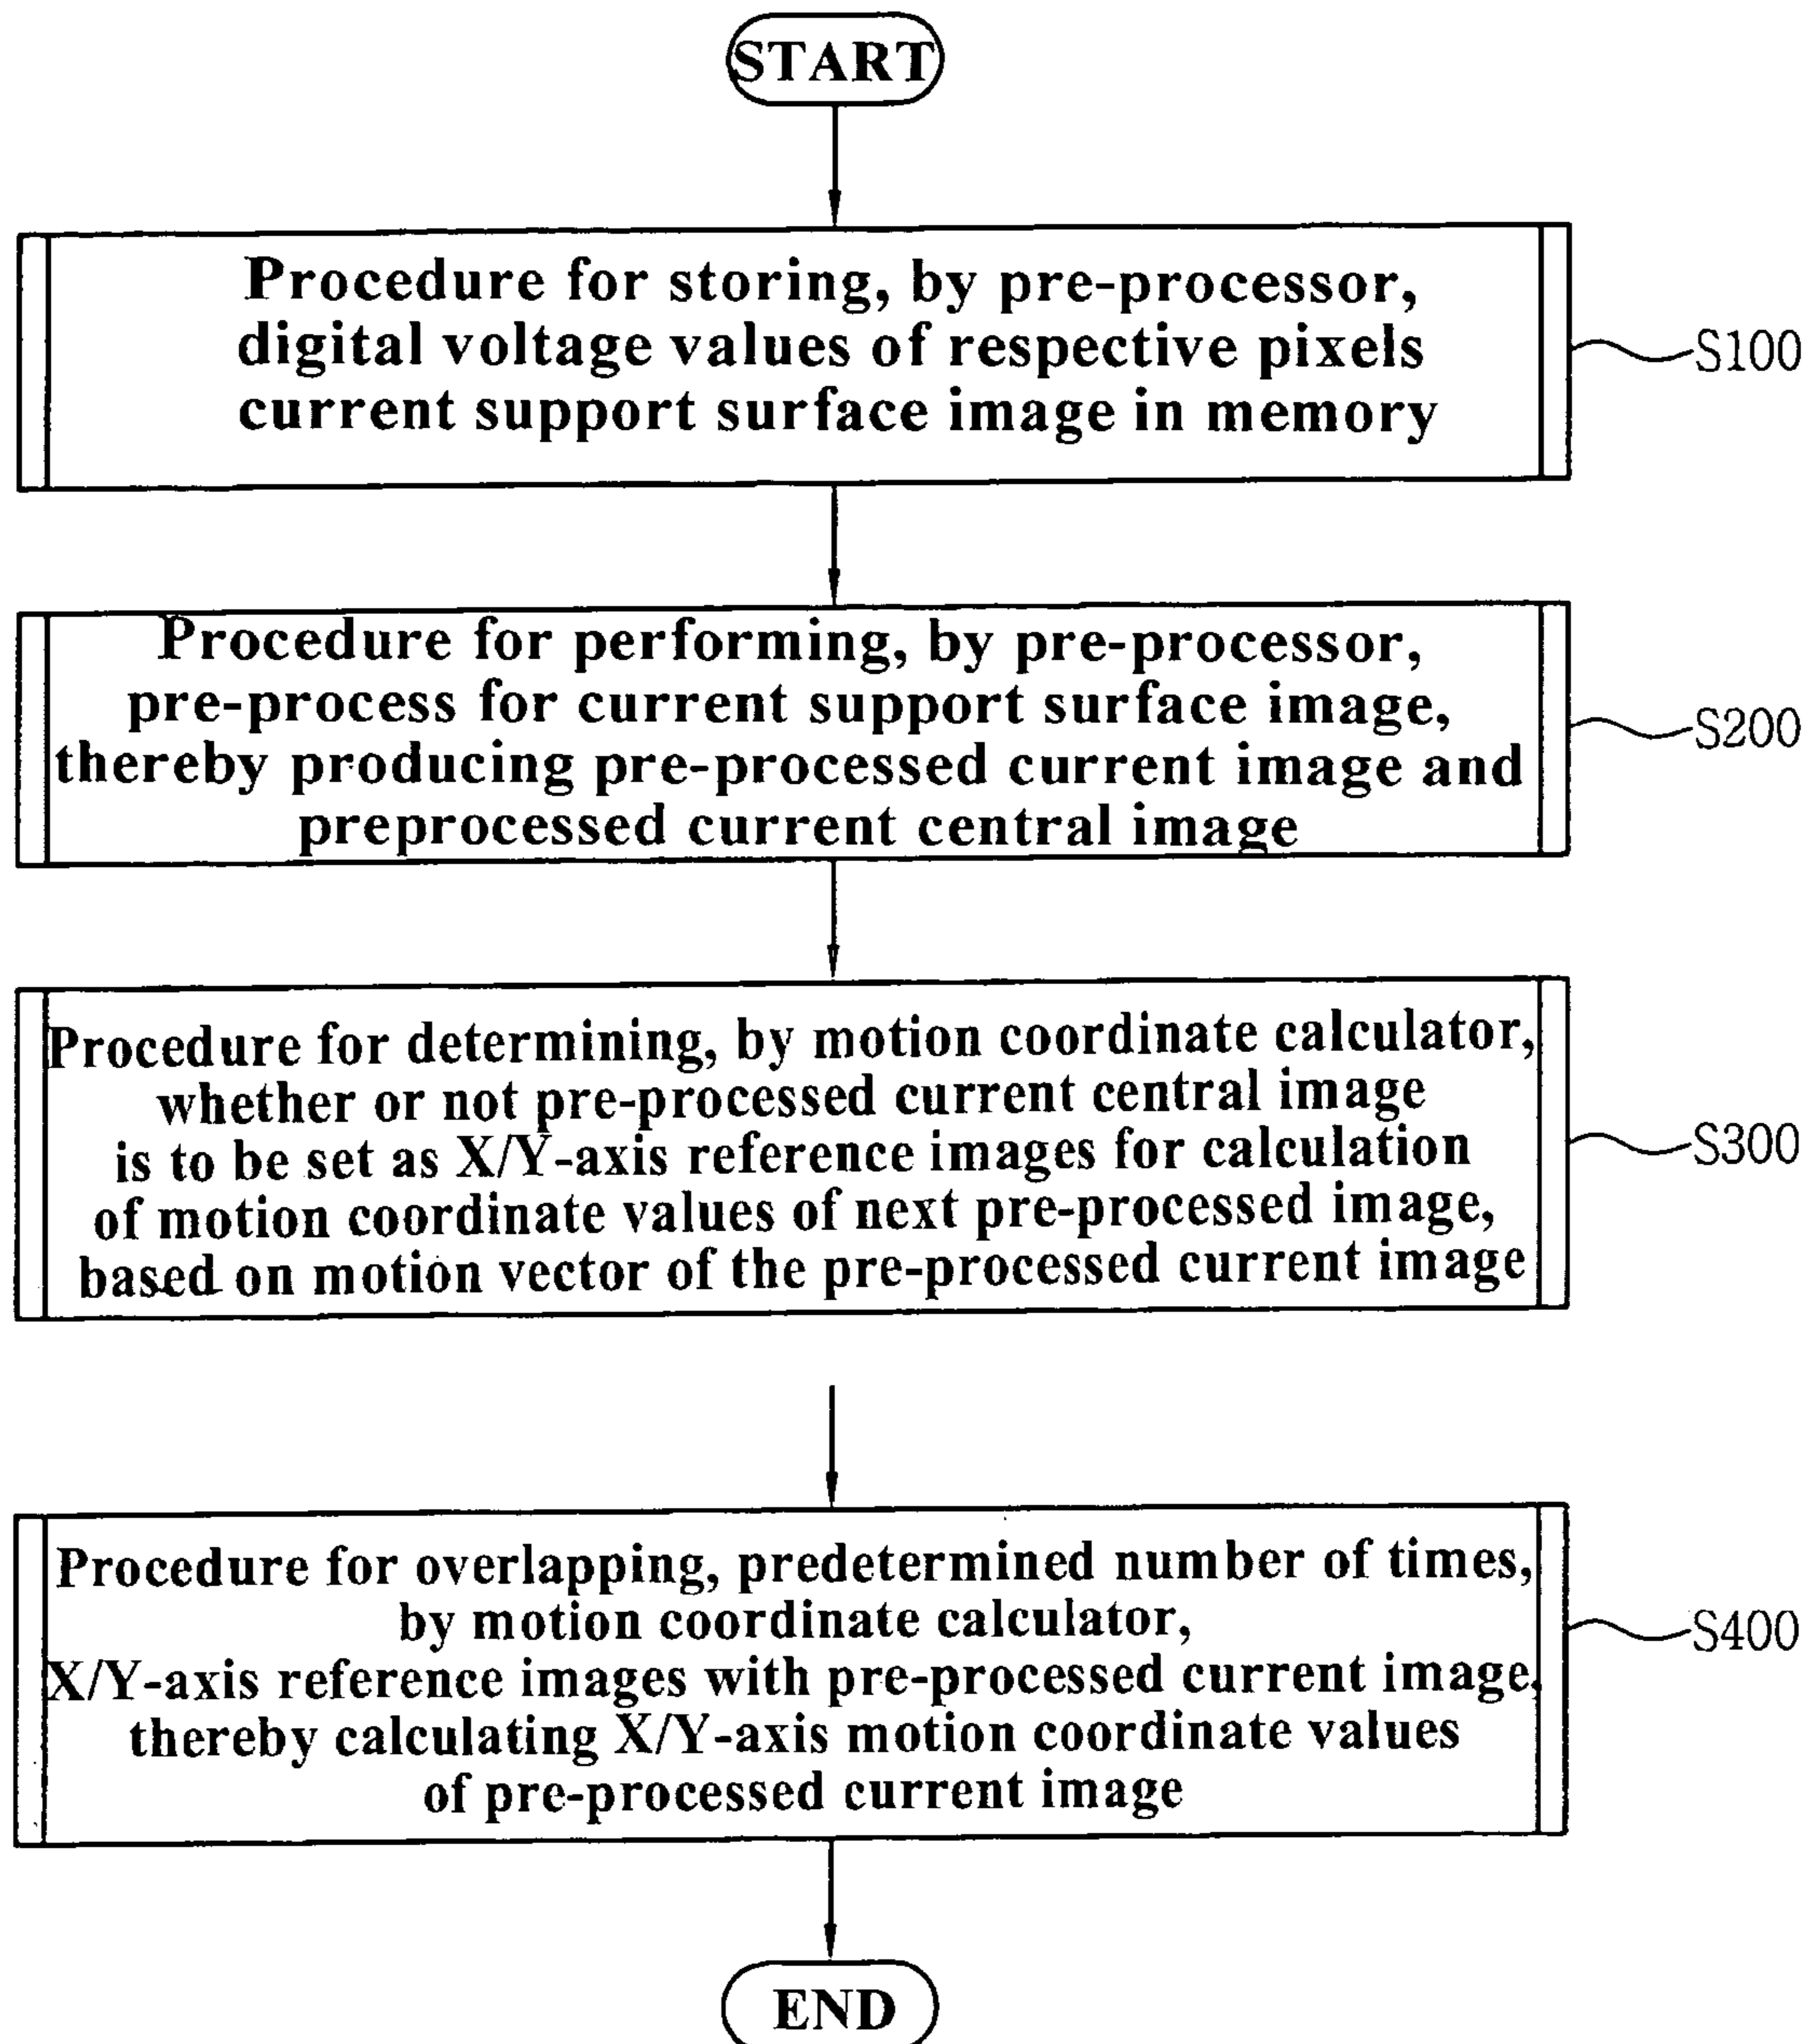 START
Procedure for storing, by pre-processor,
digital voltage values of respective pixels
current support surface image in memory
S100
Procedure for performing, by pre-processor,
pre-process for current support surface image,
thereby producing pre-processed current image and
preprocessed current central image
S200
Procedure for determining, by motion coordinate calculator,
whether or not pre-processed current central image
is to be set as X/Y-axis reference images for calculation
of motion coordinate values of next pre-processed image,
based on motion vector of the pre-processed current image
S300
Procedure for overlapping, predetermined number of times,
by motion coordinate calculator,
X/Y-axis reference images with pre-processed current image,
thereby calculating X/Y-axis motion coordinate values
of pre-processed current image
S400
END